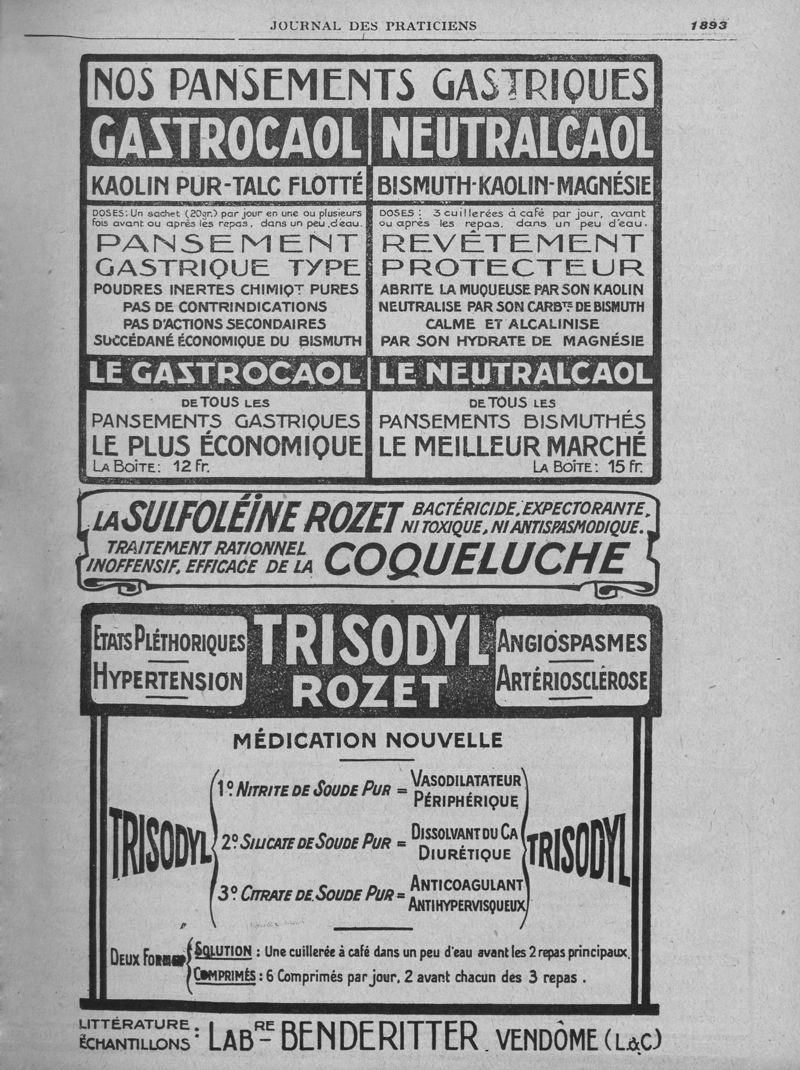 JOURNAL DES PRATICIENS 1893
NOS PANSEMENTS GASTRIQUES
GASTROCAOL
KAOLIN PUR-TALC FLOTTÉ
DOSES: Un sachet (20gr.) par jour en une ou plusieurs
fois avant ou après les repas, dans un peu d'eau.
PANSEMENT
GASTRIQUE TYPE
POUDRES INERTES CHIMIQT PURES
PAS DE CONTRINDICATIONS
PAS D'ACTIONS SECONDAIRES
SUCCÉDANÉ ÉCONOMIQUE DU BISMUTH
LE GASTROCAOL
DE TOUS LES
PANSEMENTS GASTRIQUES
LE PLUS ÉCONOMIQUE
LA BOÎTE: 12 Fr.
NEUTRALCAOL
BISMUTH-KAOLIN-MAGNÉSIE
DOSES: 3 cuillerées à café par jour, avant
ou après les repas, dans un peu d'eau.
REVÊTEMENT
PROTECTEUR
ABRITE LA MUQUEUSE PAR SON KAOLIN
NEUTRALISE PAR SON CARBTE DE BISMUTH
CALME ET ALCALINISE
PAR SON HYDRATE DE MAGNÉSIE
LE NEUTRALCAOL
DE TOUS LES
PANSEMENTS BISMUTHÉS
LE MEILLEUR MARCHÉ
LA BOÎTE: 15 fr.
LA SULFOLÉÏNE ROZET BACTÉRICIDE, EXPECTORANTE,
NI TOXIQUE, NI ANTISPASMODIQUE.
TRAITEMENT RATIONNEL
INOFFENSIF, EFFICACE DE LA COQUELUCHE
ETATS PLÉTHORIQUES
HYPERTENSION
TRISODYL
ROZET
ANGIOSPASMES
ARTÉRIOSCLÉROSE
MÉDICATION NOUVELLE
TRISODYL
1º. NITRITE DE SOUDE PUR = VASODILATATEUR
PÉRIPHÉRIQUE
2º. SILICATE DE SOUDE PUR = DISSOLVANT DU CA
DIURÉTIQUE
3º. CITRATE DE SOUDE PUR = ANTICOAGULANT
ANTIHYPERVISQUEUX
TRISODYL
DEUX FORMES
SOLUTION : Une cuillerée à café dans un peu d'eau avant les 2 repas principaux.
COMPRIMÉS : 6 Comprimés par jour, 2 avant chacun des 3 repas.
LITTÉRATURE
ÉCHANTILLONS : LABRE BENDERITTER. VENDÔME (L.&C)